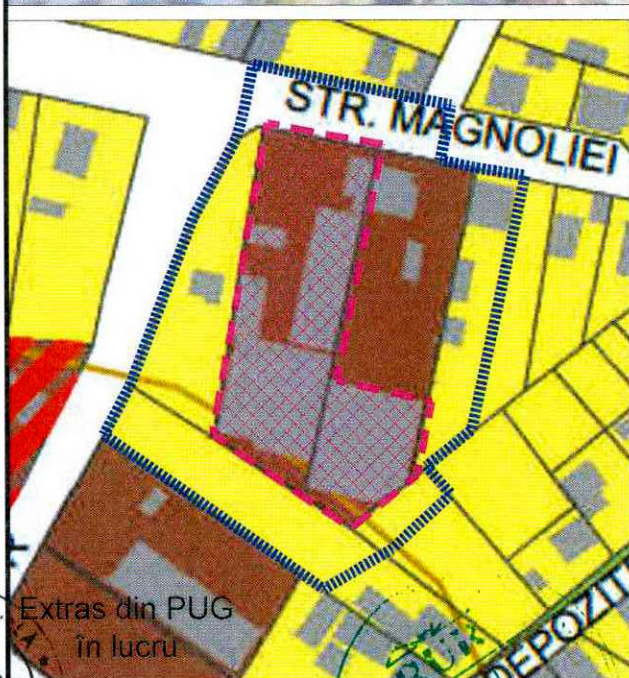 STR. MAGNOLIEI
Extras din PUG
în lucru
DEPOZIT